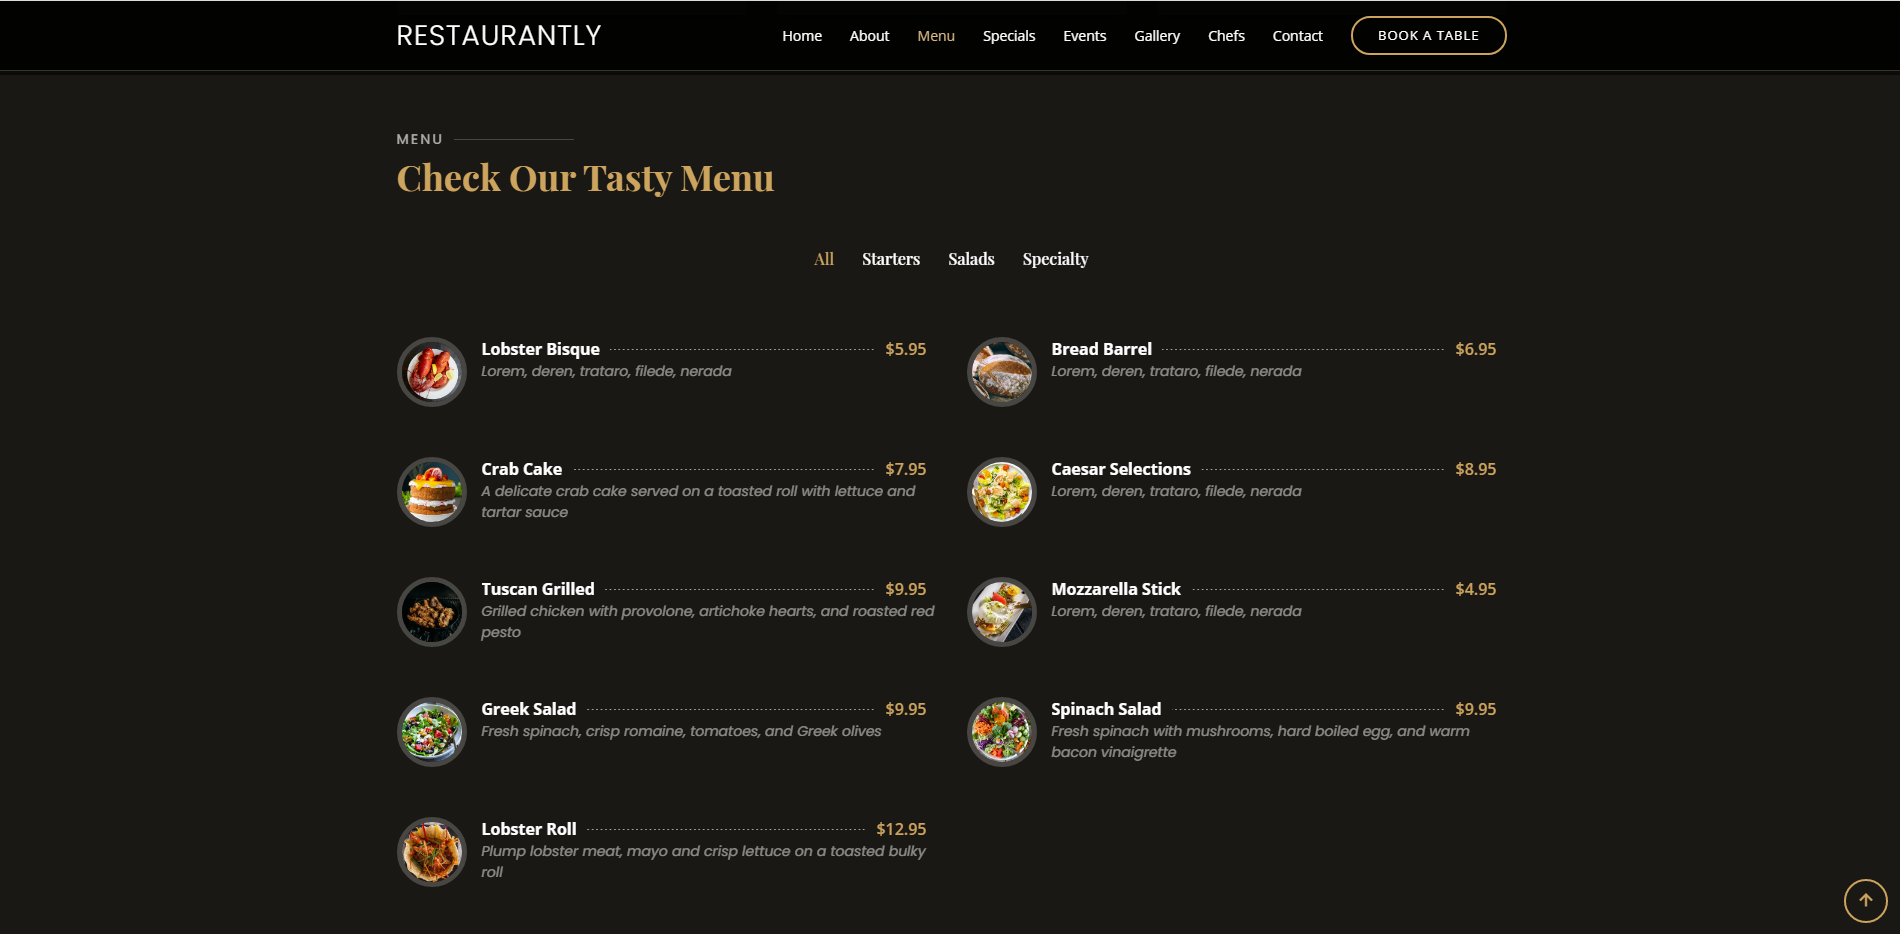 RESTAURANTLY
Home About Menu Specials Events Gallery Chefs Contact BOOK A TABLE
MENU
Check Our Tasty Menu
All Starters Salads Specialty
Lobster Bisque $5.95
Lorem, deren, trataro, filede, nerada
Bread Barrel $6.95
Lorem, deren, trataro, filede, nerada
Crab Cake $7.95
A delicate crab cake served on a toasted roll with lettuce and
tartar sauce
Caesar Selections $8.95
Lorem, deren, trataro, filede, nerada
Tuscan Grilled $9.95
Grilled chicken with provolone, artichoke hearts, and roasted red
pesto
Mozzarella Stick $4.95
Lorem, deren, trataro, filede, nerada
Greek Salad $9.95
Fresh spinach, crisp romaine, tomatoes, and Greek olives
Spinach Salad $9.95
Fresh spinach with mushrooms, hard boiled egg, and warm
bacon vinaigrette
Lobster Roll $12.95
Plump lobster meat, mayo and crisp lettuce on a toasted bulky
roll